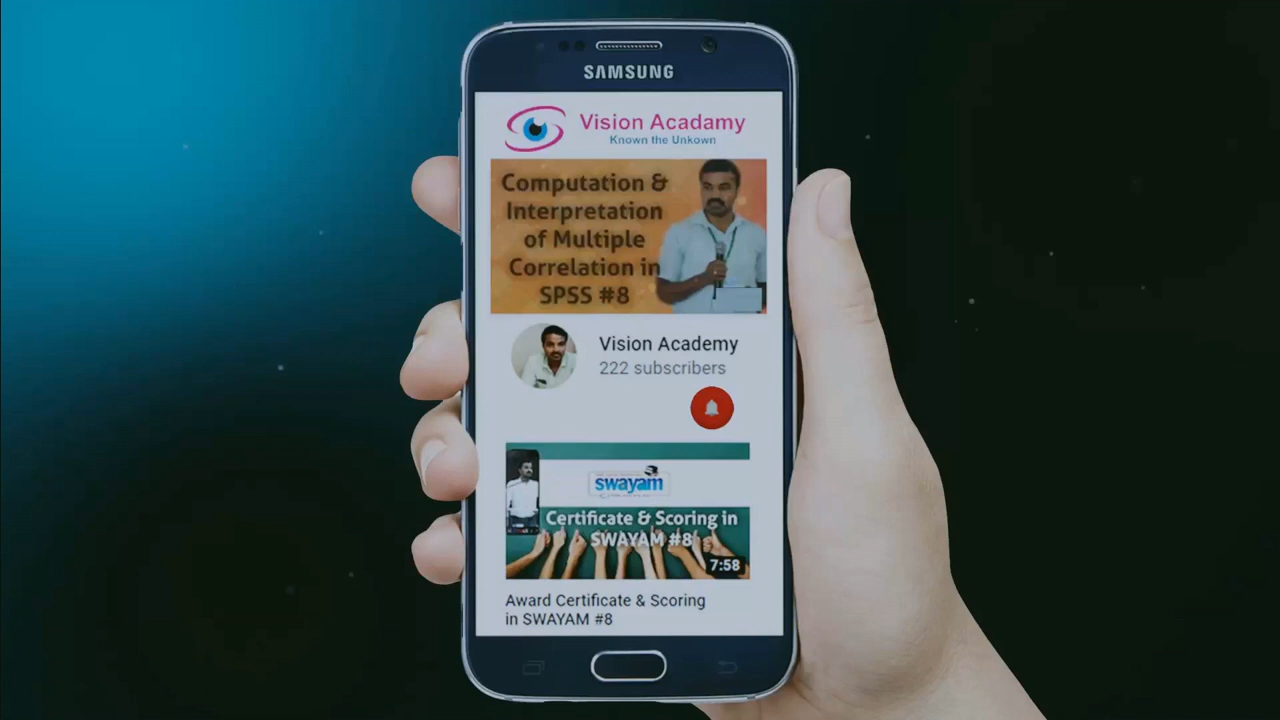 SAMSUNG
Vision Acadamy
Known the Unkown
Computation &
Interpretation
of Multiple
Correlation in
SPSS #8
Vision Academy
222 subscribers
swayam
Certificate & Scoring in
SWAYAM #8
7:58
Award Certificate & Scoring
in SWAYAM #8